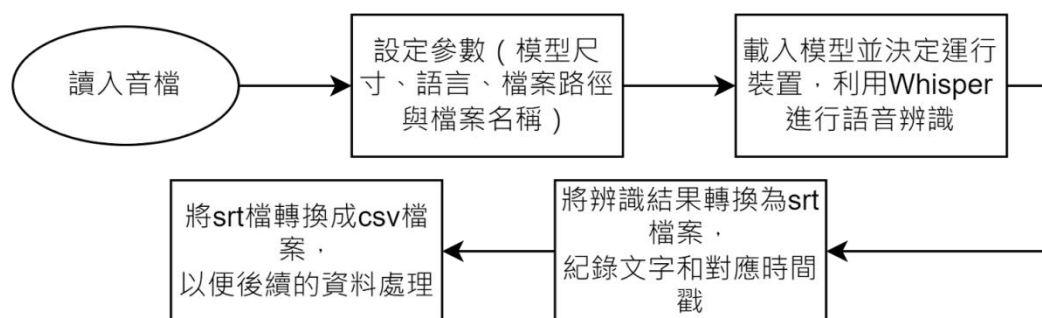 讀入音檔
設定參數（模型尺
寸、語言、檔案路徑
與檔案名稱）
載入模型並決定運行
裝置，利用Whisper
進行語音辨識
將辨識結果轉換為srt
檔案，
紀錄文字和對應時間
戳
將srt檔轉換成csv檔
案，
以便後續的資料處理